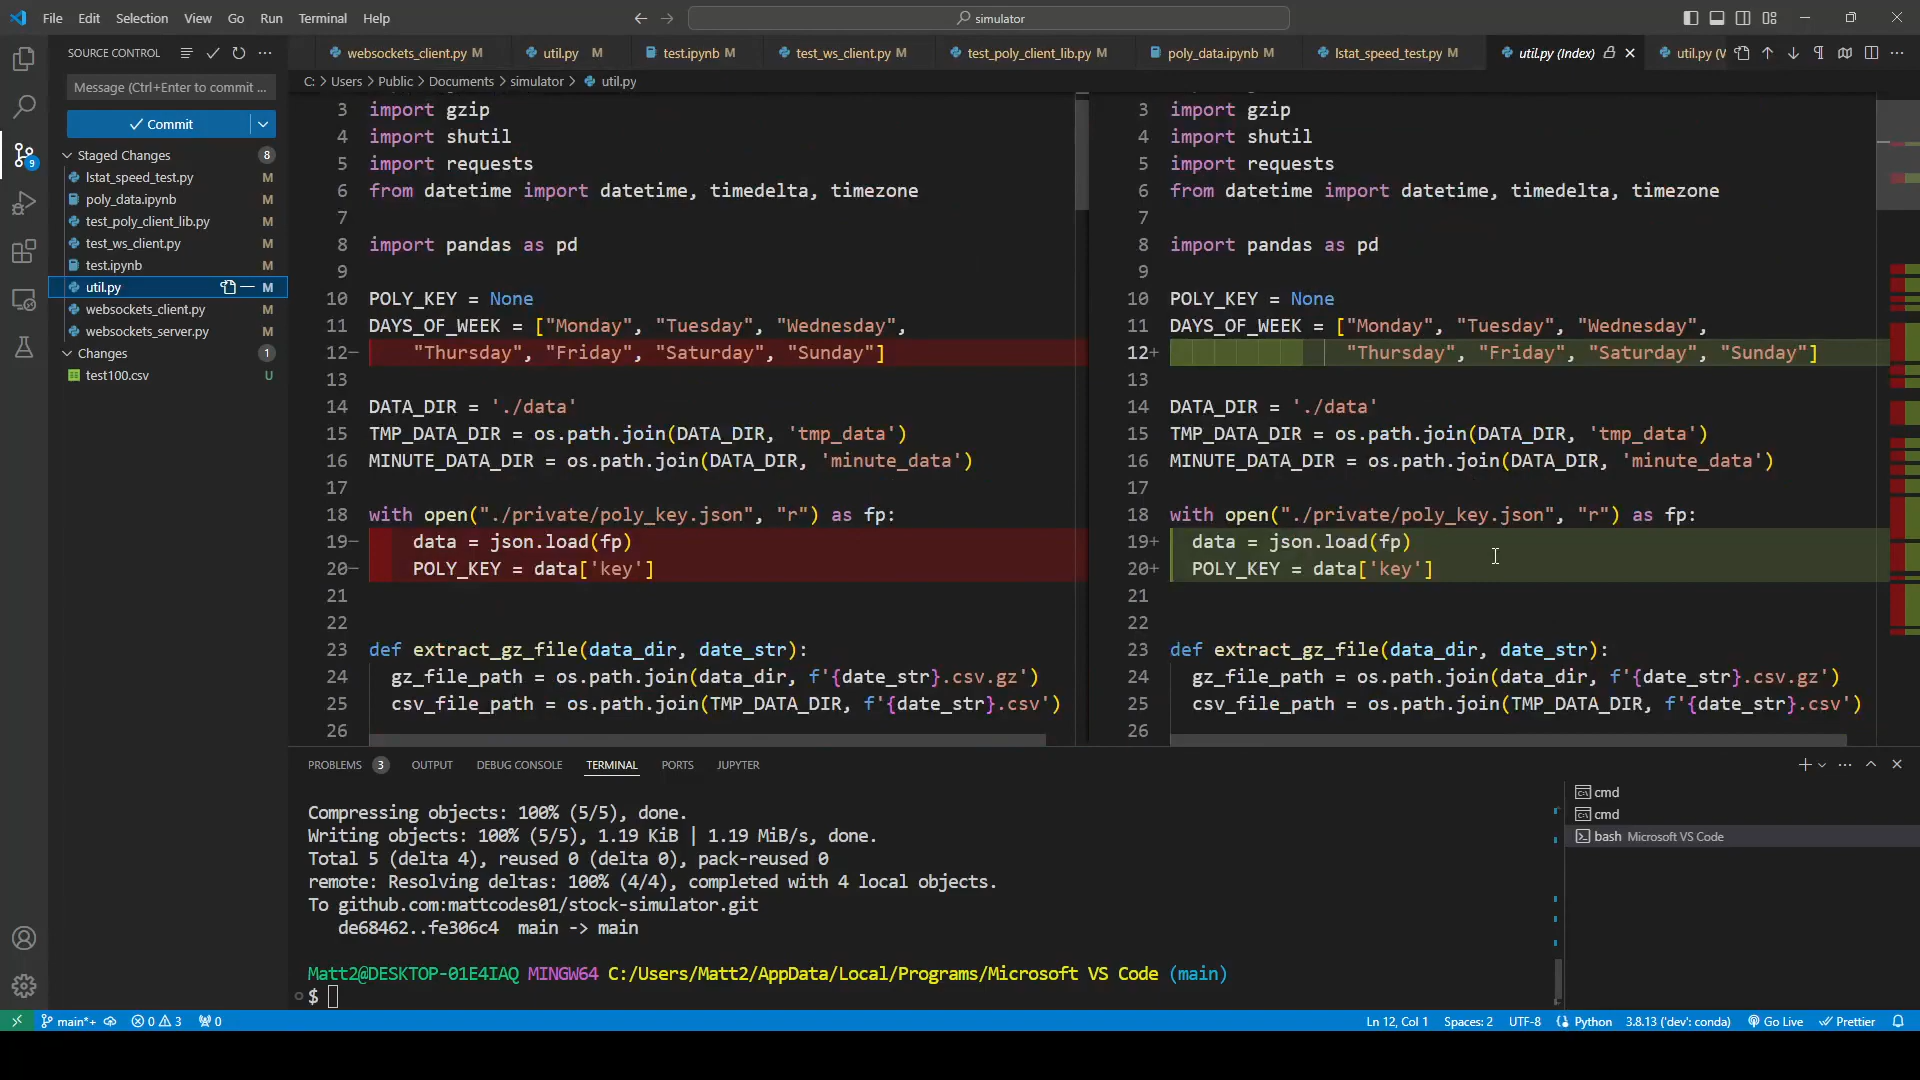 File Edit Selection View Go Run Terminal Help
simulator
SOURCE CONTROL
websockets_client.py M
util.py M
test.ipynb M
test_ws_client.py M
test_poly_client_lib.py M
poly_data.ipynb M
lstat_speed_test.py M
util.py (Index)
util.py (V
Message (Ctrl+Enter to commit ...
Commit
Staged Changes 8
lstat_speed_test.py M
poly_data.ipynb M
test_poly_client_lib.py M
test_ws_client.py M
test.ipynb M
util.py M
websockets_client.py M
websockets_server.py M
Changes 1
test100.csv U
9
C: > Users > Public > Documents > simulator > util.py
3 import gzip
4 import shutil
5 import requests
6 from datetime import datetime, timedelta, timezone
7
8 import pandas as pd
9
10 POLY_KEY = None
11 DAYS_OF_WEEK = ["Monday", "Tuesday", "Wednesday",
12− "Thursday", "Friday", "Saturday", "Sunday"]
13
14 DATA_DIR = './data'
15 TMP_DATA_DIR = os.path.join(DATA_DIR, 'tmp_data')
16 MINUTE_DATA_DIR = os.path.join(DATA_DIR, 'minute_data')
17
18 with open("./private/poly_key.json", "r") as fp:
19− data = json.load(fp)
20− POLY_KEY = data['key']
21
22
23 def extract_gz_file(data_dir, date_str):
24 gz_file_path = os.path.join(data_dir, f'{date_str}.csv.gz')
25 csv_file_path = os.path.join(TMP_DATA_DIR, f'{date_str}.csv')
26
3 import gzip
4 import shutil
5 import requests
6 from datetime import datetime, timedelta, timezone
7
8 import pandas as pd
9
10 POLY_KEY = None
11 DAYS_OF_WEEK = ["Monday", "Tuesday", "Wednesday",
12+ "Thursday", "Friday", "Saturday", "Sunday"]
13
14 DATA_DIR = './data'
15 TMP_DATA_DIR = os.path.join(DATA_DIR, 'tmp_data')
16 MINUTE_DATA_DIR = os.path.join(DATA_DIR, 'minute_data')
17
18 with open("./private/poly_key.json", "r") as fp:
19+ data = json.load(fp)
20+ POLY_KEY = data['key']
21
22
23 def extract_gz_file(data_dir, date_str):
24 gz_file_path = os.path.join(data_dir, f'{date_str}.csv.gz')
25 csv_file_path = os.path.join(TMP_DATA_DIR, f'{date_str}.csv')
26
PROBLEMS 3 OUTPUT DEBUG CONSOLE TERMINAL PORTS JUPYTER
Compressing objects: 100% (5/5), done.
Writing objects: 100% (5/5), 1.19 KiB | 1.19 MiB/s, done.
Total 5 (delta 4), reused 0 (delta 0), pack-reused 0
remote: Resolving deltas: 100% (4/4), completed with 4 local objects.
To github.com:mattcodes01/stock-simulator.git
de68462..fe306c4 main -> main
Matt2@DESKTOP-01E4IAQ MINGW64 C:/Users/Matt2/AppData/Local/Programs/Microsoft VS Code (main)
$
cmd
cmd
bash Microsoft VS Code
main*+ 0 3 0
Ln 12, Col 1 Spaces: 2 UTF-8 Python 3.8.13 ('dev': conda) Go Live Prettier